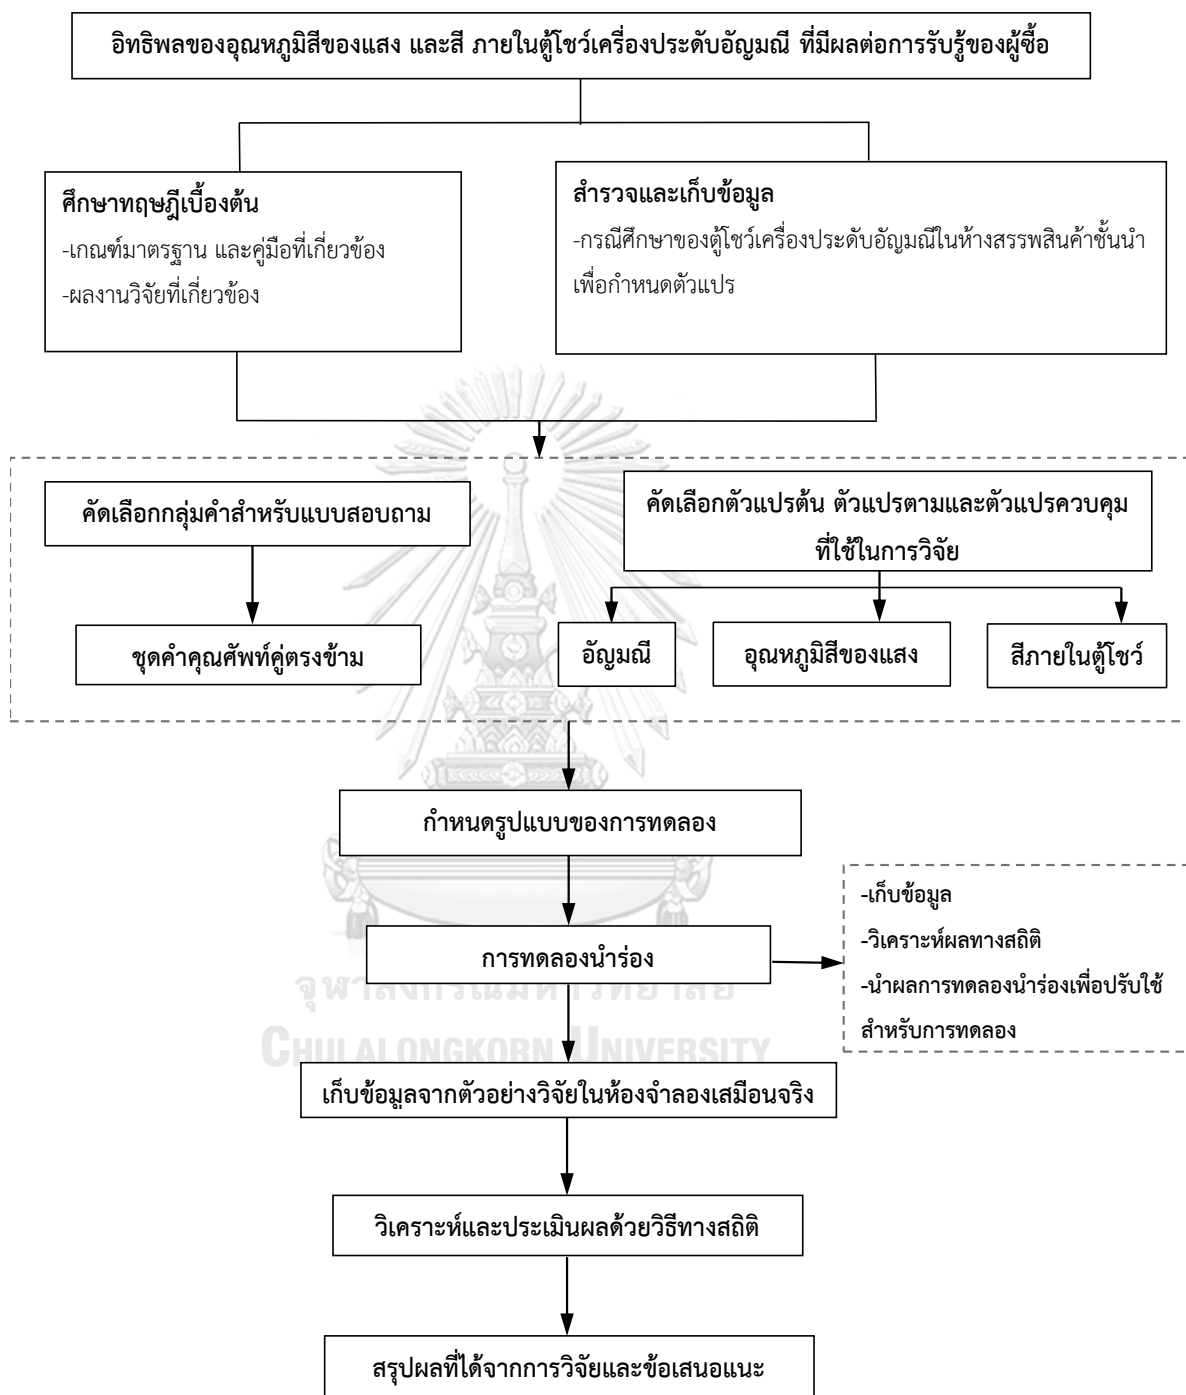 อิทธิพลของอุณหภูมิสีของแสง และสี ภายในตู้โชว์เครื่องประดับอัญมณี ที่มีผลต่อการรับรู้ของผู้ซื้อ
ศึกษาทฤษฎีเบื้องต้น
-เกณฑ์มาตรฐาน และคู่มือที่เกี่ยวข้อง
-ผลงานวิจัยที่เกี่ยวข้อง
สำรวจและเก็บข้อมูล
-กรณีศึกษาของตู้โชว์เครื่องประดับอัญมณีในห้างสรรพสินค้าชั้นนำ
เพื่อกำหนดตัวแปร
คัดเลือกกลุ่มคำสำหรับแบบสอบถาม
ชุดคำคุณศัพท์คู่ตรงข้าม
คัดเลือกตัวแปรต้น ตัวแปรตามและตัวแปรควบคุม
ที่ใช้ในการวิจัย
อัญมณี
อุณหภูมิสีของแสง
สีภายในตู้โชว์
กำหนดรูปแบบของการทดลอง
การทดลองนำร่อง
-เก็บข้อมูล
-วิเคราะห์ผลทางสถิติ
-นำผลการทดลองนำร่องเพื่อปรับใช้
สำหรับการทดลอง
จุฬาลงกรณ์มหาวิทยาลัย
CHULALONGKORN UNIVERSITY
เก็บข้อมูลจากตัวอย่างวิจัยในห้องจำลองเสมือนจริง
วิเคราะห์และประเมินผลด้วยวิธีทางสถิติ
สรุปผลที่ได้จากการวิจัยและข้อเสนอแนะ